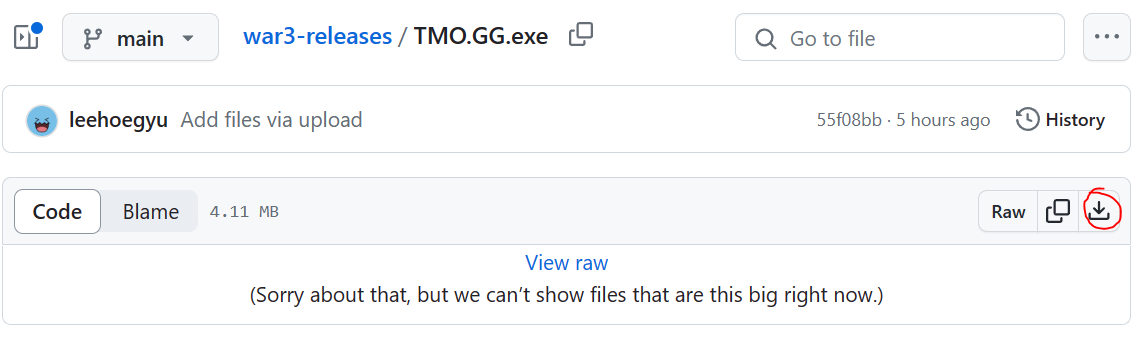 main war3-releases / TMO.GG.exe Go to file ...
leehoegyu Add files via upload 55f08bb · 5 hours ago History
Code Blame 4.11 MB Raw
View raw
(Sorry about that, but we can’t show files that are this big right now.)